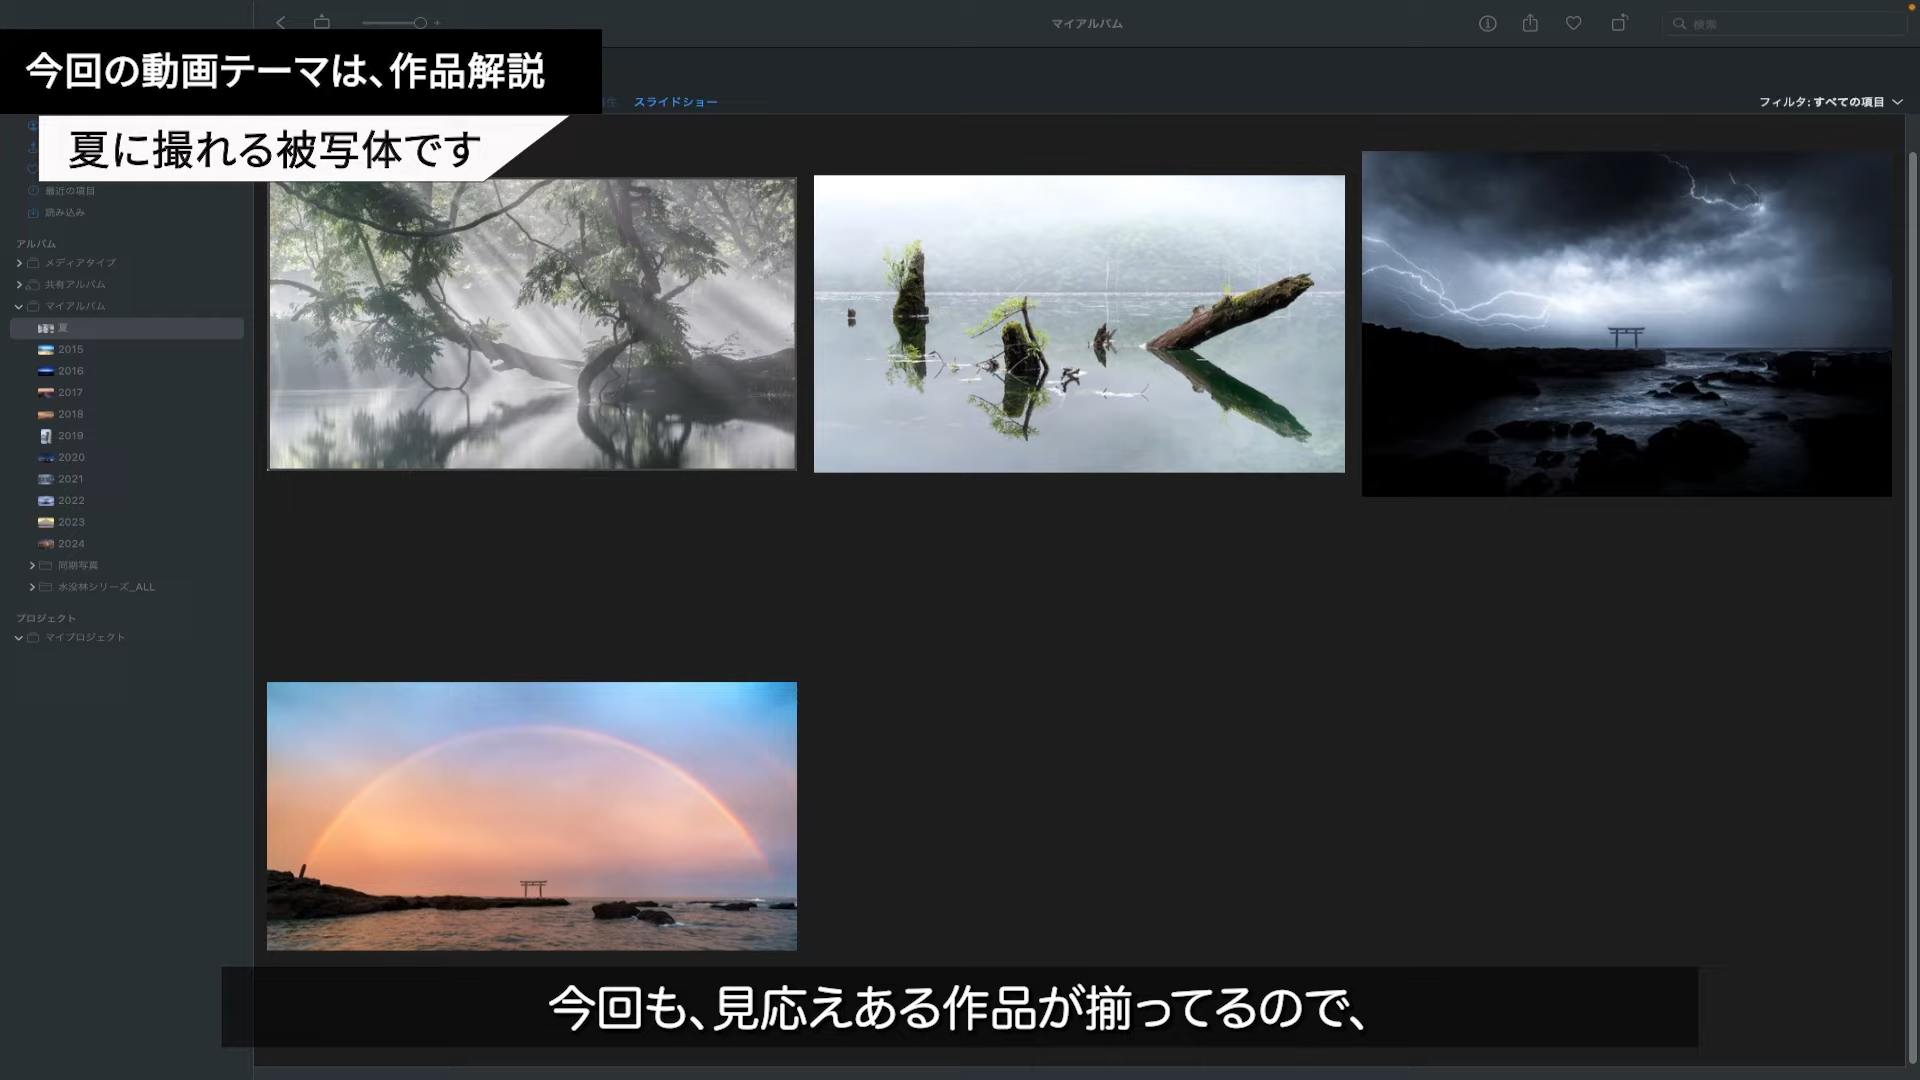 マイアルバム
検索
今回の動画テーマは、作品解説
スライドショー
フィルタ: すべての項目
夏に撮れる被写体です
最近の項目
読み込み
アルバム
メディアタイプ
共有アルバム
マイアルバム
夏
2015
2016
2017
2018
2019
2020
2021
2022
2023
2024
同期写真
水没林シリーズ_ALL
プロジェクト
マイプロジェクト
今回も、見応えある作品が揃ってるので、